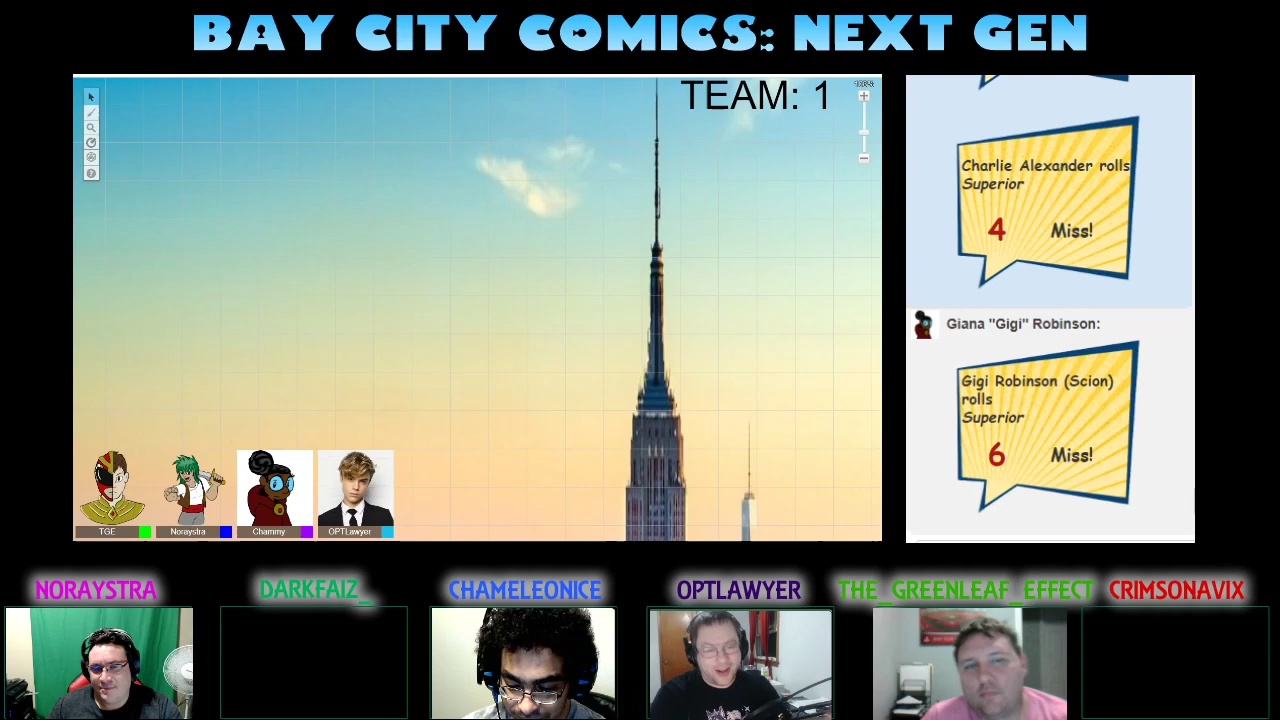 BAY CITY COMICS: NEXT GEN
TEAM: 1
Charlie Alexander rolls
Superior
4 Miss!
Giana "Gigi" Robinson:
Gigi Robinson (Scion)
rolls
Superior
6 Miss!
TGE
Noraystra
Chammy
OPTLawyer
NORAYSTRA
DARKFAIZ_
CHAMELEONICE
OPTLAWYER
THE_GREENLEAF_EFFECT
CRIMSONAVIX